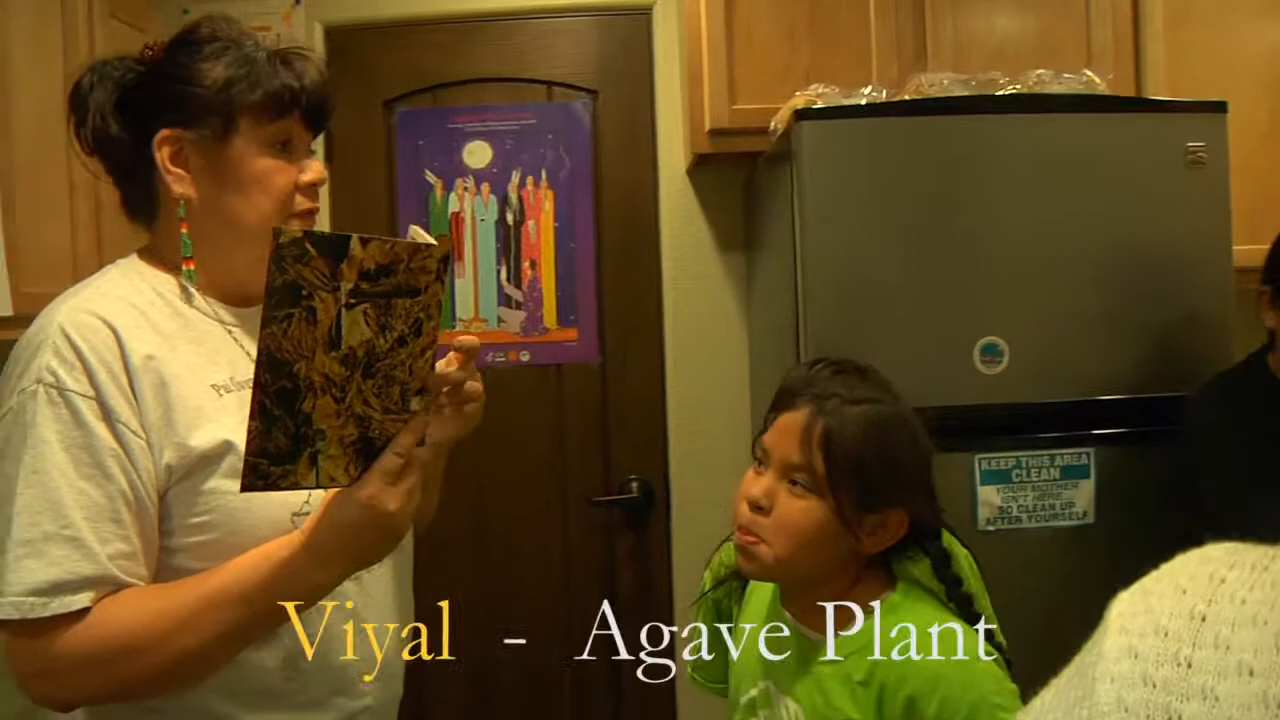 KEEP THIS AREA
CLEAN
YOUR MOTHER
ISN'T HERE...
SO CLEAN UP
AFTER YOURSELF
Viyal - Agave Plant